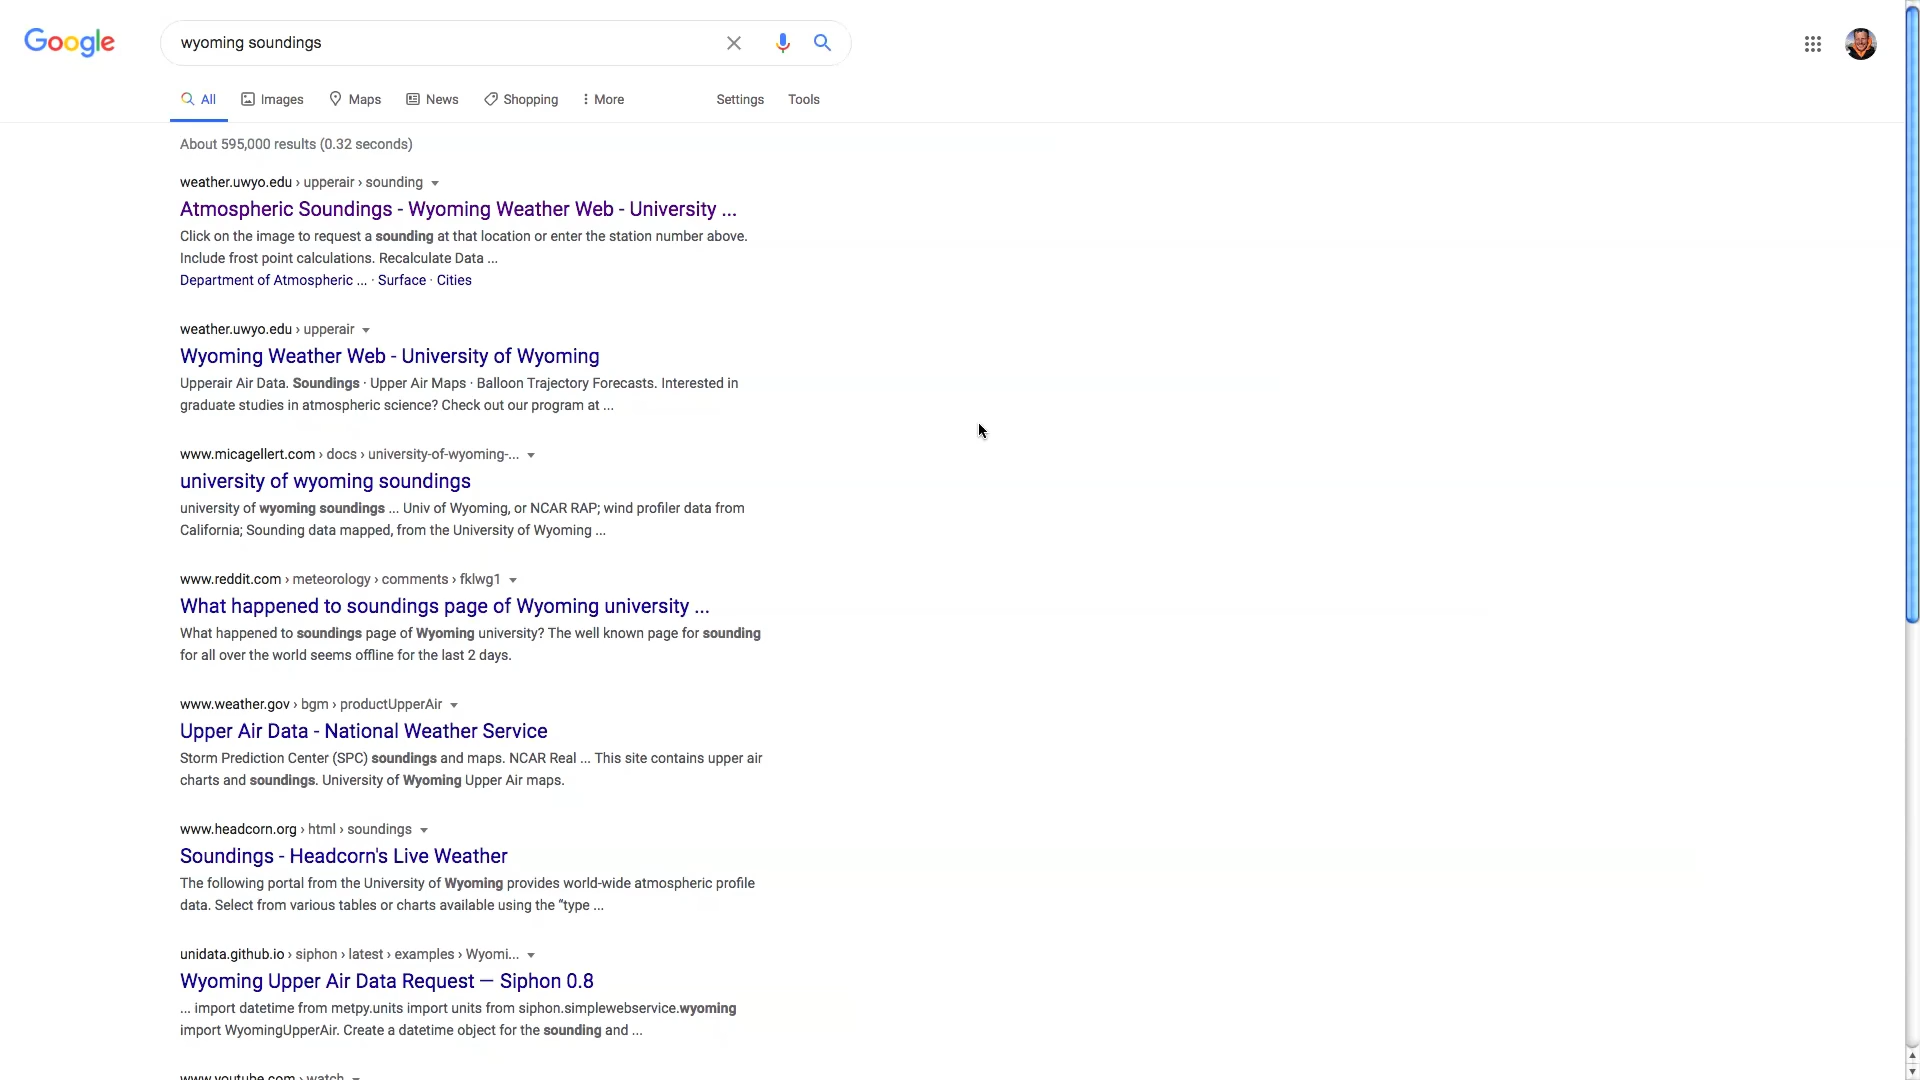 Google
wyoming soundings
All Images Maps News Shopping More Settings Tools
About 595,000 results (0.32 seconds)
weather.uwyo.edu › upperair › sounding
Atmospheric Soundings - Wyoming Weather Web - University ...
Click on the image to request a sounding at that location or enter the station number above.
Include frost point calculations. Recalculate Data ...
Department of Atmospheric ... · Surface · Cities
weather.uwyo.edu › upperair
Wyoming Weather Web - University of Wyoming
Upperair Air Data. Soundings · Upper Air Maps · Balloon Trajectory Forecasts. Interested in
graduate studies in atmospheric science? Check out our program at ...
www.micagellert.com › docs › university-of-wyoming-...
university of wyoming soundings
university of wyoming soundings ... Univ of Wyoming, or NCAR RAP; wind profiler data from
California; Sounding data mapped, from the University of Wyoming ...
www.reddit.com › meteorology › comments › fklwg1
What happened to soundings page of Wyoming university ...
What happened to soundings page of Wyoming university? The well known page for sounding
for all over the world seems offline for the last 2 days.
www.weather.gov › bgm › productUpperAir
Upper Air Data - National Weather Service
Storm Prediction Center (SPC) soundings and maps. NCAR Real ... This site contains upper air
charts and soundings. University of Wyoming Upper Air maps.
www.headcorn.org › html › soundings
Soundings - Headcorn's Live Weather
The following portal from the University of Wyoming provides world-wide atmospheric profile
data. Select from various tables or charts available using the “type ...
unidata.github.io › siphon › latest › examples › Wyomi...
Wyoming Upper Air Data Request — Siphon 0.8
... import datetime from metpy.units import units from siphon.simplewebservice.wyoming
import WyomingUpperAir. Create a datetime object for the sounding and ...
www.youtube.com › watch